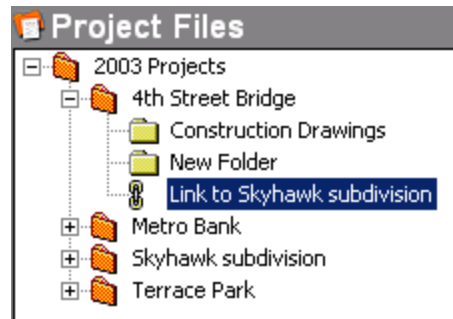 Project Files
2003 Projects
4th Street Bridge
Construction Drawings
New Folder
Link to Skyhawk subdivision
Metro Bank
Skyhawk subdivision
Terrace Park